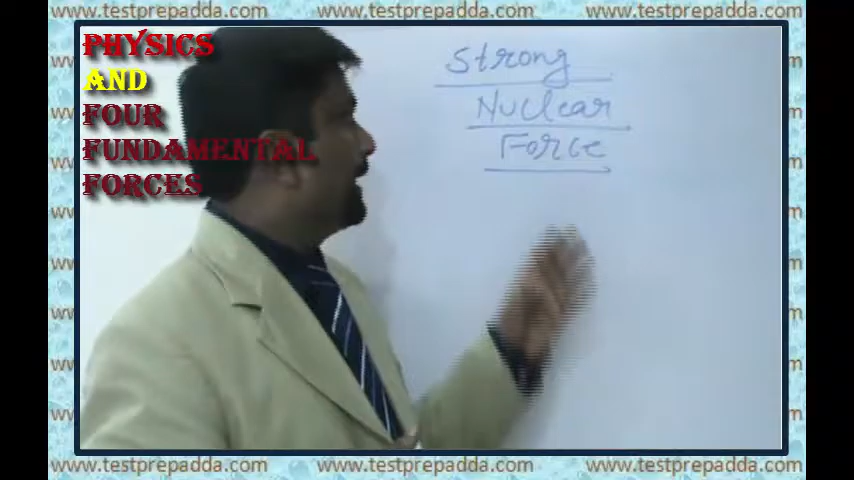 www.testprepadda.com www.testprepadda.com www.testprepadda.com
PHYSICS
AND
FOUR
FUNDAMENTAL
FORCES
Strong
Nuclear
Force
www.testprepadda.com www.testprepadda.com www.testprepadda.com